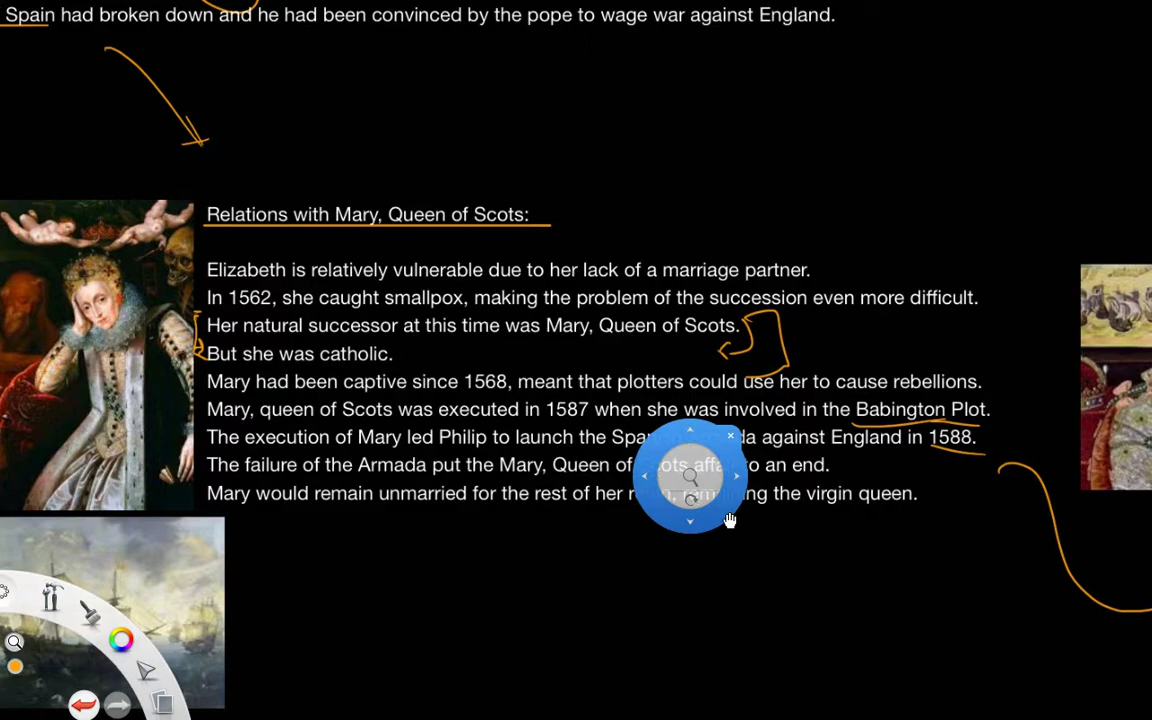 Spain had broken down and he had been convinced by the pope to wage war against England.
Relations with Mary, Queen of Scots:
Elizabeth is relatively vulnerable due to her lack of a marriage partner.
In 1562, she caught smallpox, making the problem of the succession even more difficult.
Her natural successor at this time was Mary, Queen of Scots.
But she was catholic.
Mary had been captive since 1568, meant that plotters could use her to cause rebellions.
Mary, queen of Scots was executed in 1587 when she was involved in the Babington Plot.
The execution of Mary led Philip to launch the against England in 1588.
The failure of the Armada put the Mary, Queen of Scots to an end.
Mary would remain unmarried for the rest of her the virgin queen.